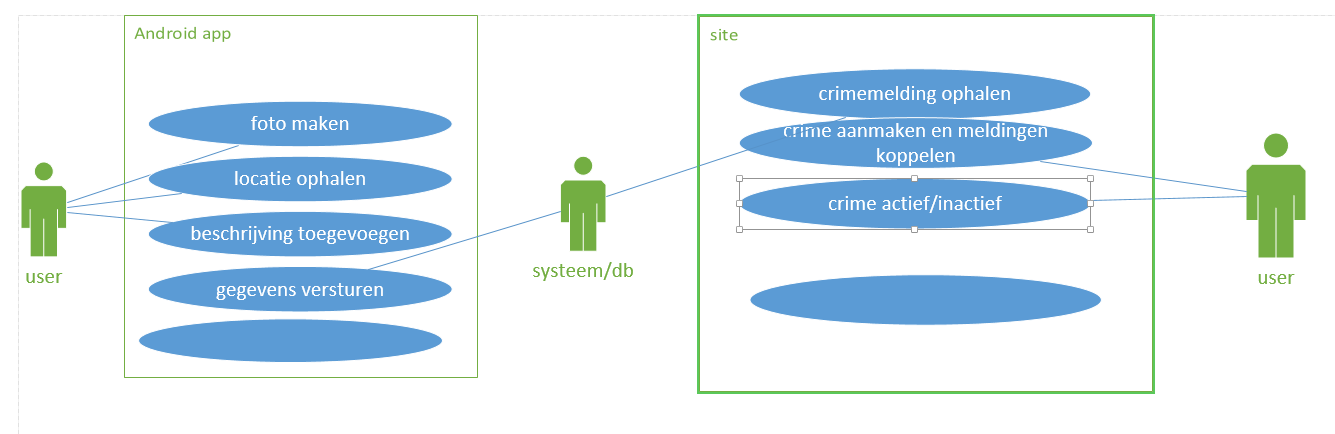 Android app
foto maken
locatie ophalen
beschrijving toegevoegen
gegevens versturen
user
systeem/db
site
crimemelding ophalen
crime aanmaken en meldingen
koppelen
crime actief/inactief
user